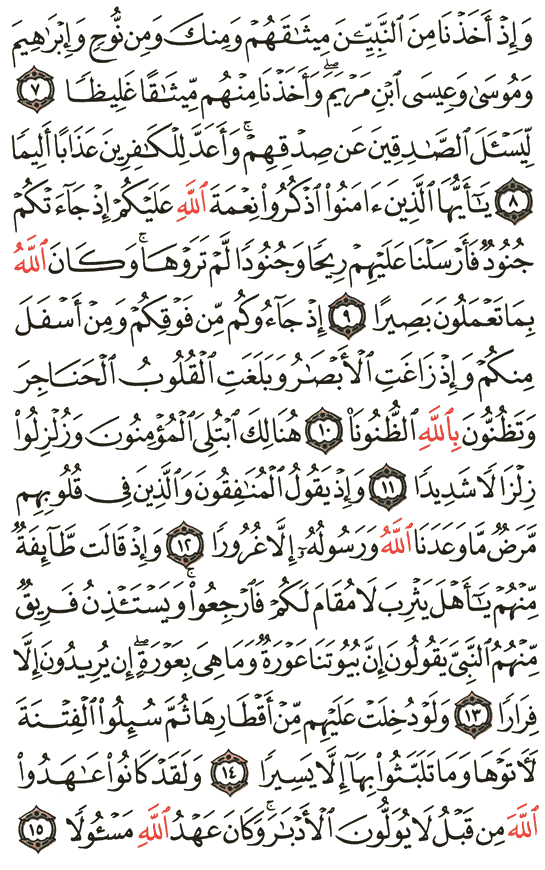 وَإِذْ أَخَذْنَا مِنَ ٱلنَّبِيِّـۧنَ مِيثَـٰقَهُمْ وَمِنكَ وَمِن نُّوحٍ وَإِبْرَٰهِيمَ
وَمُوسَىٰ وَعِيسَى ٱبْنِ مَرْيَمَ ۖ وَأَخَذْنَا مِنْهُم مِّيثَـٰقًا غَلِيظًا ٧
لِّيَسْـَٔلَ ٱلصَّـٰدِقِينَ عَن صِدْقِهِمْ ۚ وَأَعَدَّ لِلْكَـٰفِرِينَ عَذَابًا أَلِيمًا
٨ يَـٰٓأَيُّهَا ٱلَّذِينَ ءَامَنُوا۟ ٱذْكُرُوا۟ نِعْمَةَ ٱللَّهِ عَلَيْكُمْ إِذْ جَآءَتْكُمْ
جُنُودٌ فَأَرْسَلْنَا عَلَيْهِمْ رِيحًا وَجُنُودًا لَّمْ تَرَوْهَا ۚ وَكَانَ ٱللَّهُ
بِمَا تَعْمَلُونَ بَصِيرًا ٩ إِذْ جَآءُوكُم مِّن فَوْقِكُمْ وَمِنْ أَسْفَلَ
مِنكُمْ وَإِذْ زَاغَتِ ٱلْأَبْصَـٰرُ وَبَلَغَتِ ٱلْقُلُوبُ ٱلْحَنَاجِرَ
وَتَظُنُّونَ بِٱللَّهِ ٱلظُّنُونَا۠ ١٠ هُنَالِكَ ٱبْتُلِىَ ٱلْمُؤْمِنُونَ وَزُلْزِلُوا۟
زِلْزَالًا شَدِيدًا ١١ وَإِذْ يَقُولُ ٱلْمُنَـٰفِقُونَ وَٱلَّذِينَ فِى قُلُوبِهِم
مَّرَضٌ مَّا وَعَدَنَا ٱللَّهُ وَرَسُولُهُۥٓ إِلَّا غُرُورًا ١٢ وَإِذْ قَالَت طَّآئِفَةٌ
مِّنْهُمْ يَـٰٓأَهْلَ يَثْرِبَ لَا مُقَامَ لَكُمْ فَٱرْجِعُوا۟ ۚ وَيَسْتَـْٔذِنُ فَرِيقٌ
مِّنْهُمُ ٱلنَّبِىَّ يَقُولُونَ إِنَّ بُيُوتَنَا عَوْرَةٌ وَمَا هِىَ بِعَوْرَةٍ ۖ إِن يُرِيدُونَ إِلَّا
فِرَارًا ١٣ وَلَوْ دُخِلَتْ عَلَيْهِم مِّنْ أَقْطَارِهَا ثُمَّ سُئِلُوا۟ ٱلْفِتْنَةَ
لَـَٔاتَوْهَا وَمَا تَلَبَّثُوا۟ بِهَآ إِلَّا يَسِيرًا ١٤ وَلَقَدْ كَانُوا۟ عَـٰهَدُوا۟
ٱللَّهَ مِن قَبْلُ لَا يُوَلُّونَ ٱلْأَدْبَـٰرَ ۚ وَكَانَ عَهْدُ ٱللَّهِ مَسْـُٔولًا ١٥